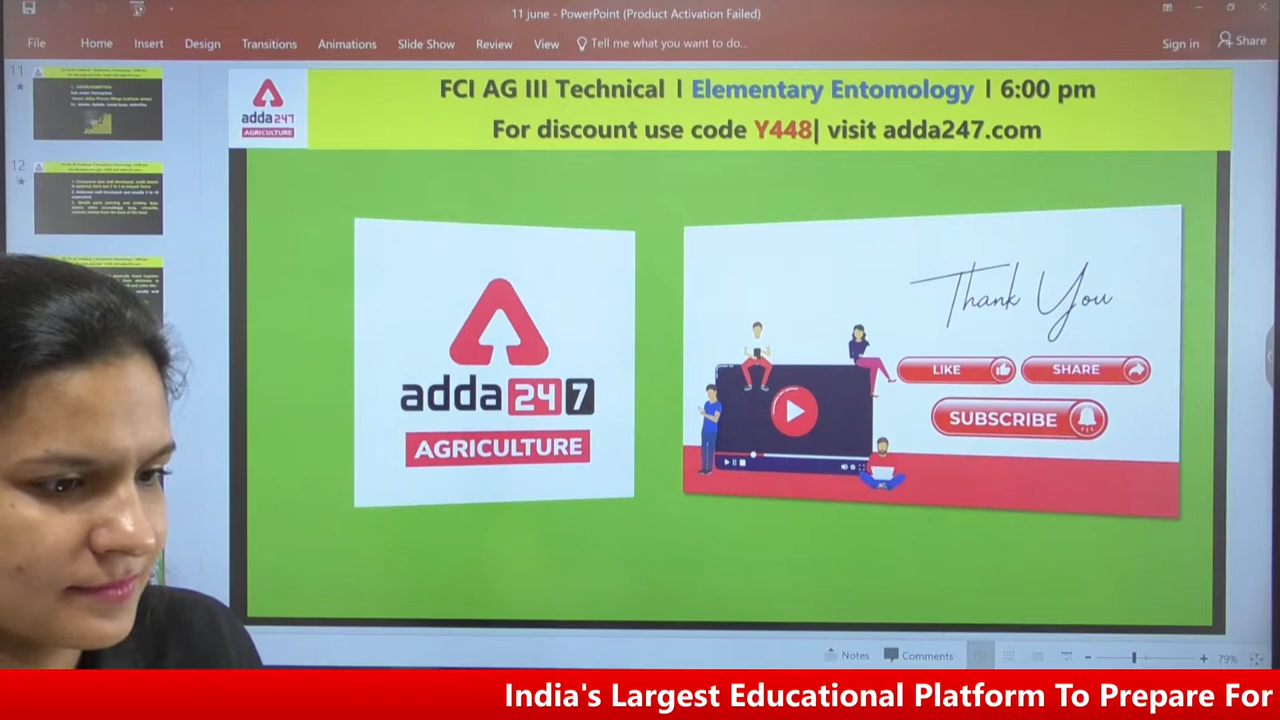 11 june - PowerPoint (Product Activation Failed)
File Home Insert Design Transitions Animations Slide Show Review View Tell me what you want to do... Sign in Share
11
12
adda247
AGRICULTURE
FCI AG III Technical I Elementary Entomology I 6:00 pm
For discount use code Y448| visit adda247.com
adda247
AGRICULTURE
Thank You
LIKE
SHARE
SUBSCRIBE
Notes Comments 79%
India's Largest Educational Platform To Prepare For